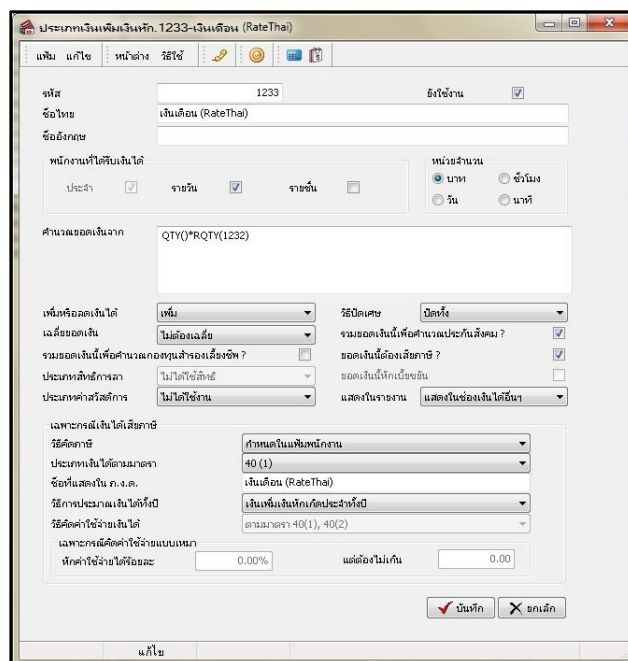 ประเภทเงินเพิ่มเงินหัก.1233-เงินเดือน (RateThai)
แฟ้ม แก้ไข หน้าต่าง วิธีใช้
รหัส 1233 ยังใช้งาน
ชื่อไทย เงินเดือน (RateThai)
ชื่ออังกฤษ
พนักงานที่ได้รับเงินได้ หน่วยจำนวน
ประจำ รายวัน รายชิ้น บาท ชั่วโมง
วัน นาที
คำนวณยอดเงินจาก QTY()*RQTY(1232)
เพิ่มหรือลดเงินได้ เพิ่ม วิธีปัดเศษ ปัดทิ้ง
เฉลี่ยยอดเงิน ไม่ต้องเฉลี่ย รวมยอดเงินนี้เพื่อคำนวณประกันสังคม ?
รวมยอดเงินนี้เพื่อคำนวณกองทุนสำรองเลี้ยงชีพ ? ยอดเงินนี้ต้องเสียภาษี ?
ประเภทสิทธิ์การลา ไม่ได้ใช้สิทธิ์ ยอดเงินนี้หักเบี้ยขยัน
ประเภทค่าสวัสดิการ ไม่ได้ใช้งาน แสดงในรายงาน แสดงในช่องเงินได้อื่นๆ
เฉพาะกรณีเงินได้เสียภาษี
วิธีคิดภาษี กำหนดในแฟ้มพนักงาน
ประเภทเงินได้ตามมาตรา 40 (1)
ชื่อที่แสดงใน ภ.ง.ด. เงินเดือน (RateThai)
วิธีการประมาณเงินได้ทั้งปี เงินเพิ่มเงินหักเกิดประจำทั้งปี
วิธีคิดค่าใช้จ่ายเงินได้ ตามมาตรา 40(1), 40(2)
เฉพาะกรณีคิดค่าใช้จ่ายแบบเหมา
หักค่าใช้จ่ายได้ร้อยละ 0.00% แต่ต้องไม่เกิน 0.00
บันทึก ยกเลิก
แก้ไข